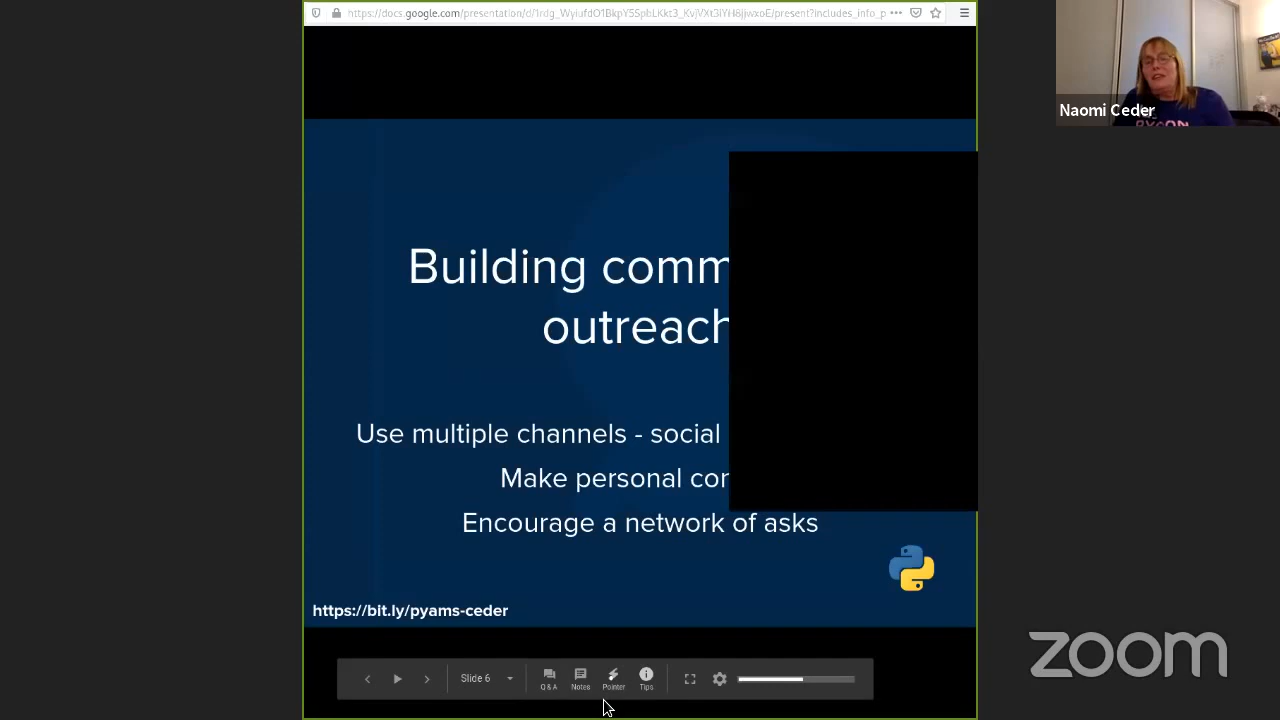 Naomi Ceder
Building comm
outreach
Use multiple channels - social
Make personal con
Encourage a network of asks
https://bit.ly/pyams-ceder
Slide 6
Q & A
Notes
Pointer
Tips
zoom